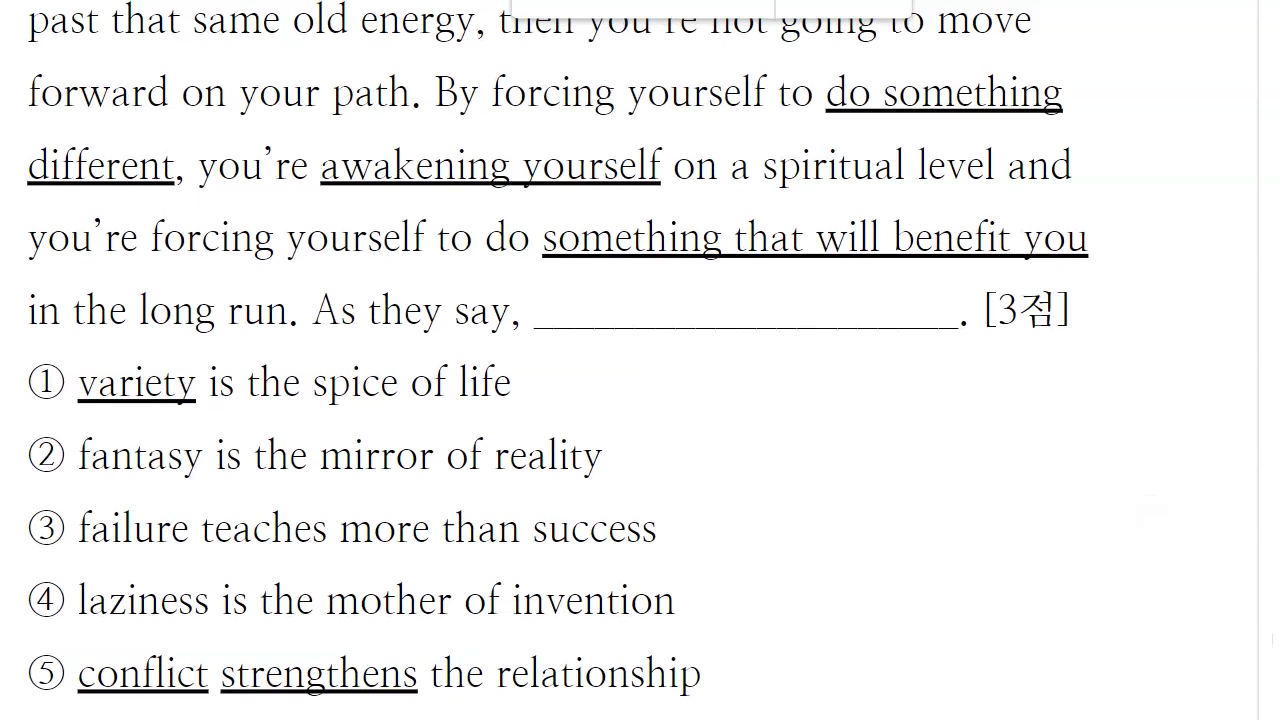 past that same old energy, then you're not going to move
forward on your path. By forcing yourself to do something
different, you're awakening yourself on a spiritual level and
you're forcing yourself to do something that will benefit you
in the long run. As they say, ____________________. [3점]
① variety is the spice of life
② fantasy is the mirror of reality
③ failure teaches more than success
④ laziness is the mother of invention
⑤ conflict strengthens the relationship